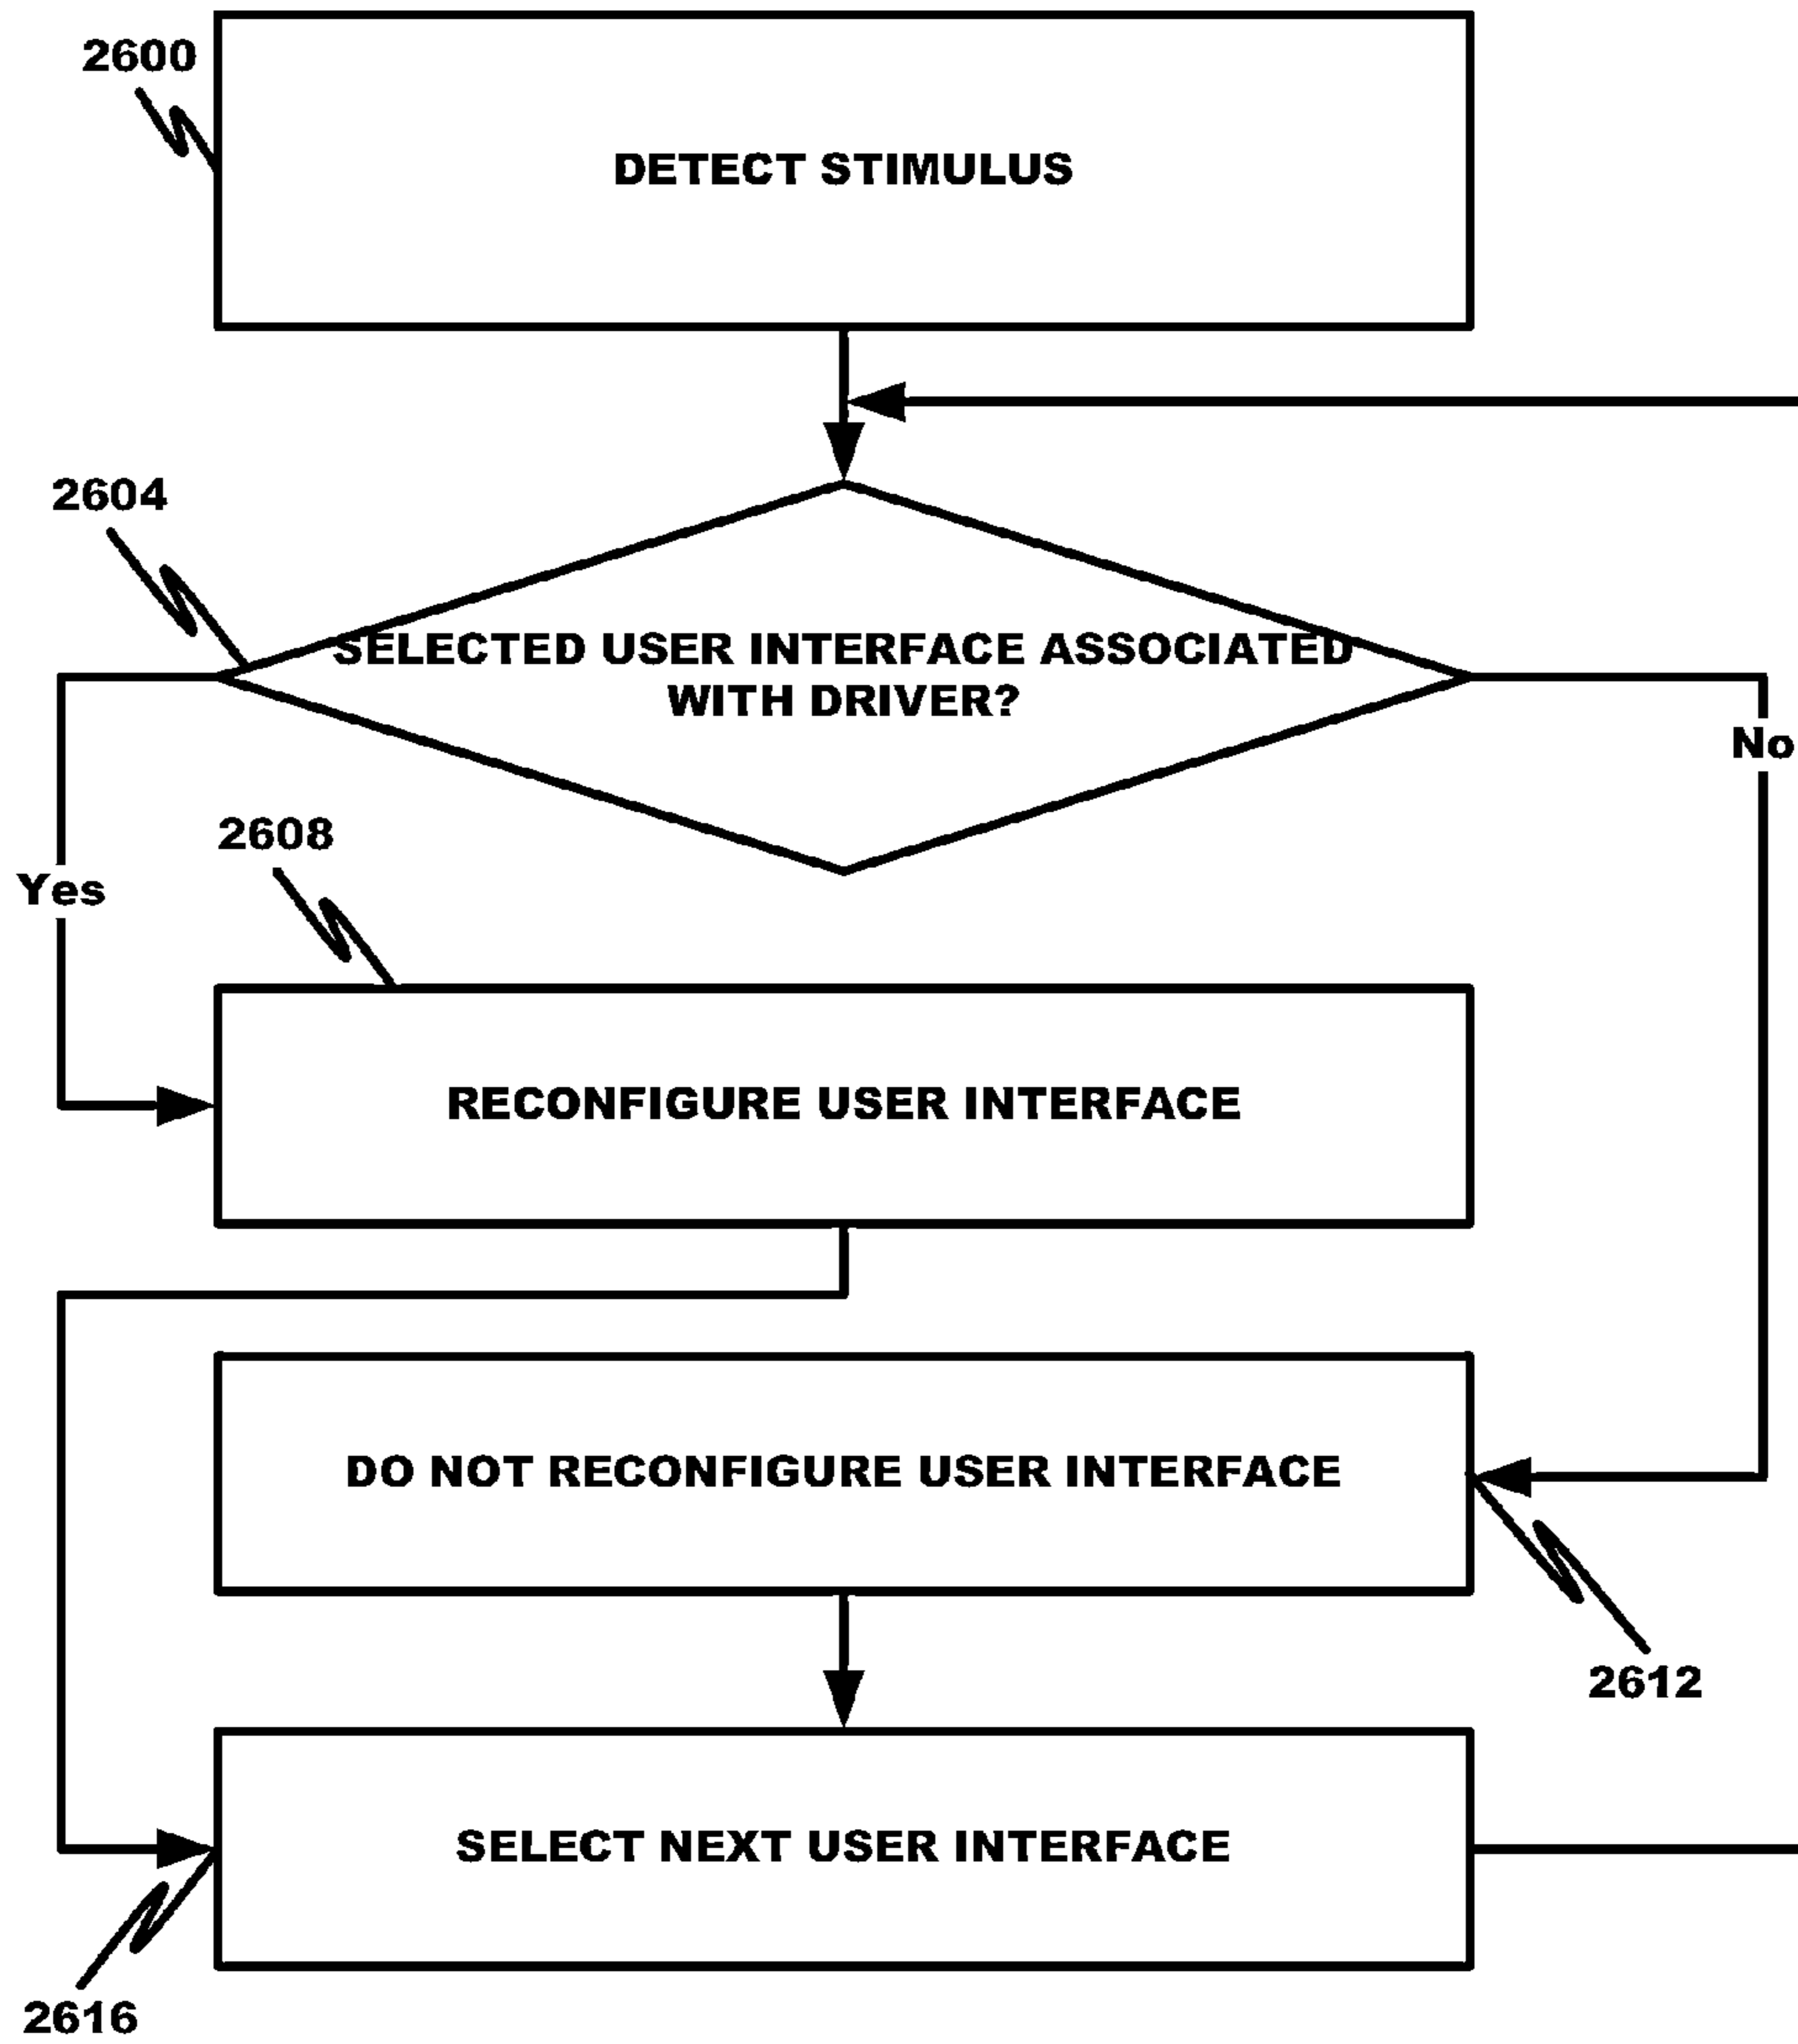 2600
DETECT STIMULUS
2604
SELECTED USER INTERFACE ASSOCIATED
WITH DRIVER?
No
2608
Yes
RECONFIGURE USER INTERFACE
DO NOT RECONFIGURE USER INTERFACE
2612
SELECT NEXT USER INTERFACE
2616